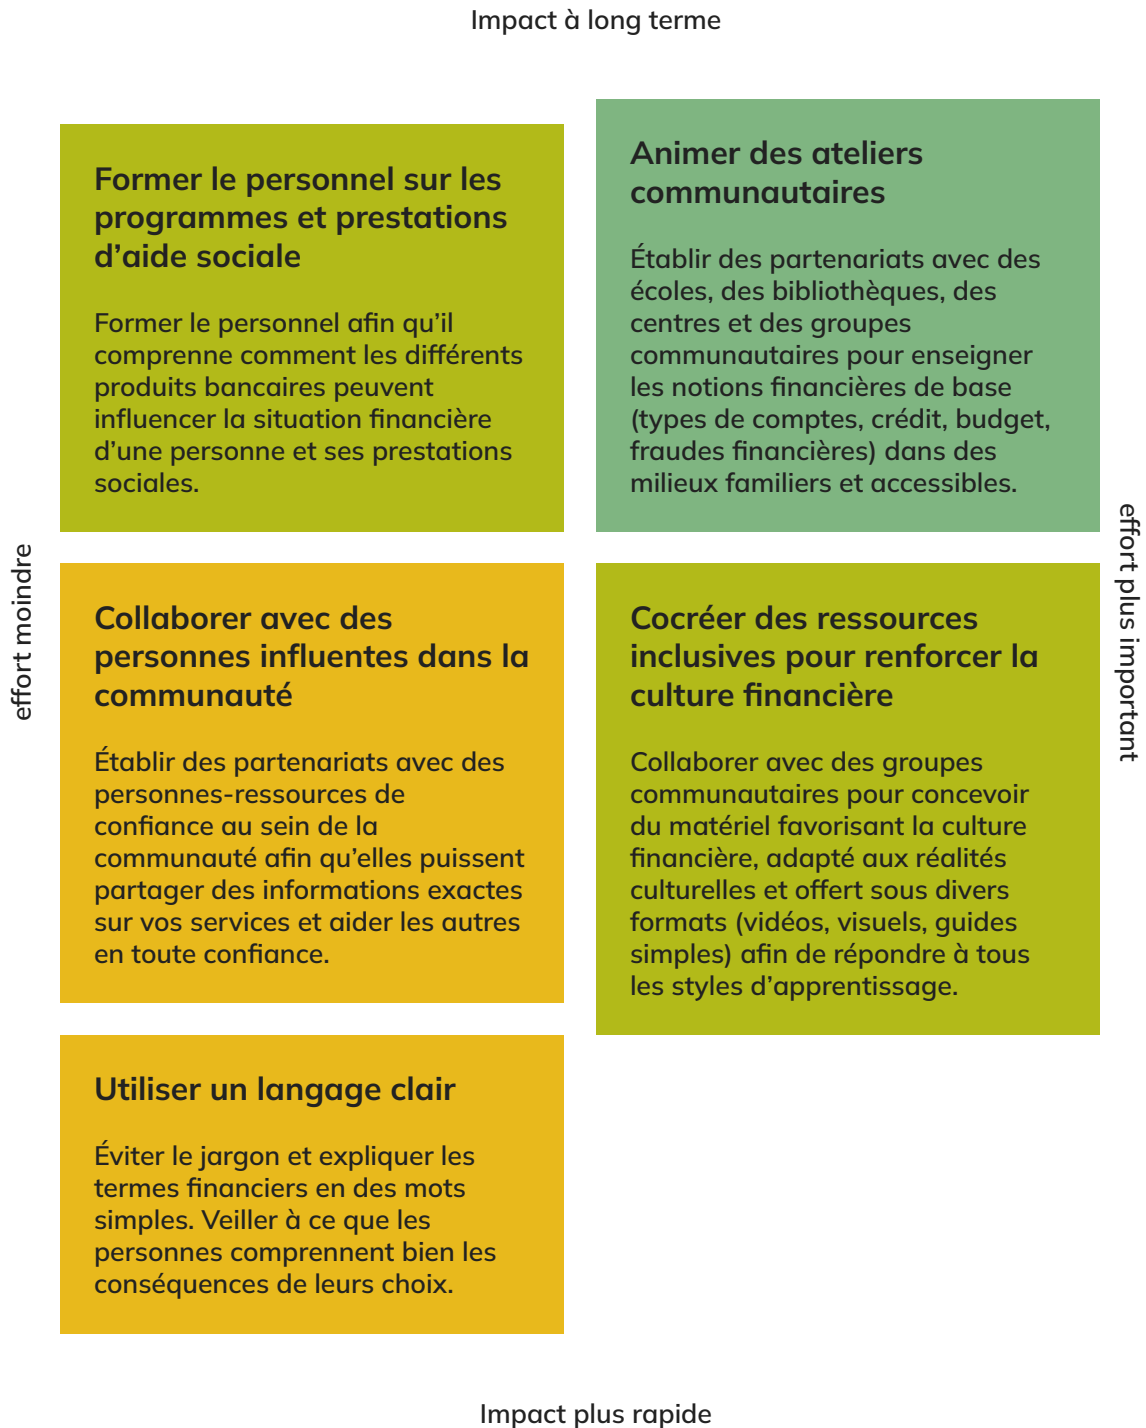 Impact à long terme
Former le personnel sur les
programmes et prestations
d’aide sociale
Former le personnel afin qu’il
comprenne comment les différents
produits bancaires peuvent
influencer la situation financière
d’une personne et ses prestations
sociales.
Animer des ateliers
communautaires
Établir des partenariats avec des
écoles, des bibliothèques, des
centres et des groupes
communautaires pour enseigner
les notions financières de base
(types de comptes, crédit, budget,
fraudes financières) dans des
milieux familiers et accessibles.
effort moindre
effort plus important
Collaborer avec des
personnes influentes dans la
communauté
Établir des partenariats avec des
personnes-ressources de
confiance au sein de la
communauté afin qu’elles puissent
partager des informations exactes
sur vos services et aider les autres
en toute confiance.
Cocréer des ressources
inclusives pour renforcer la
culture financière
Collaborer avec des groupes
communautaires pour concevoir
du matériel favorisant la culture
financière, adapté aux réalités
culturelles et offert sous divers
formats (vidéos, visuels, guides
simples) afin de répondre à tous
les styles d’apprentissage.
Utiliser un langage clair
Éviter le jargon et expliquer les
termes financiers en des mots
simples. Veiller à ce que les
personnes comprennent bien les
conséquences de leurs choix.
Impact plus rapide